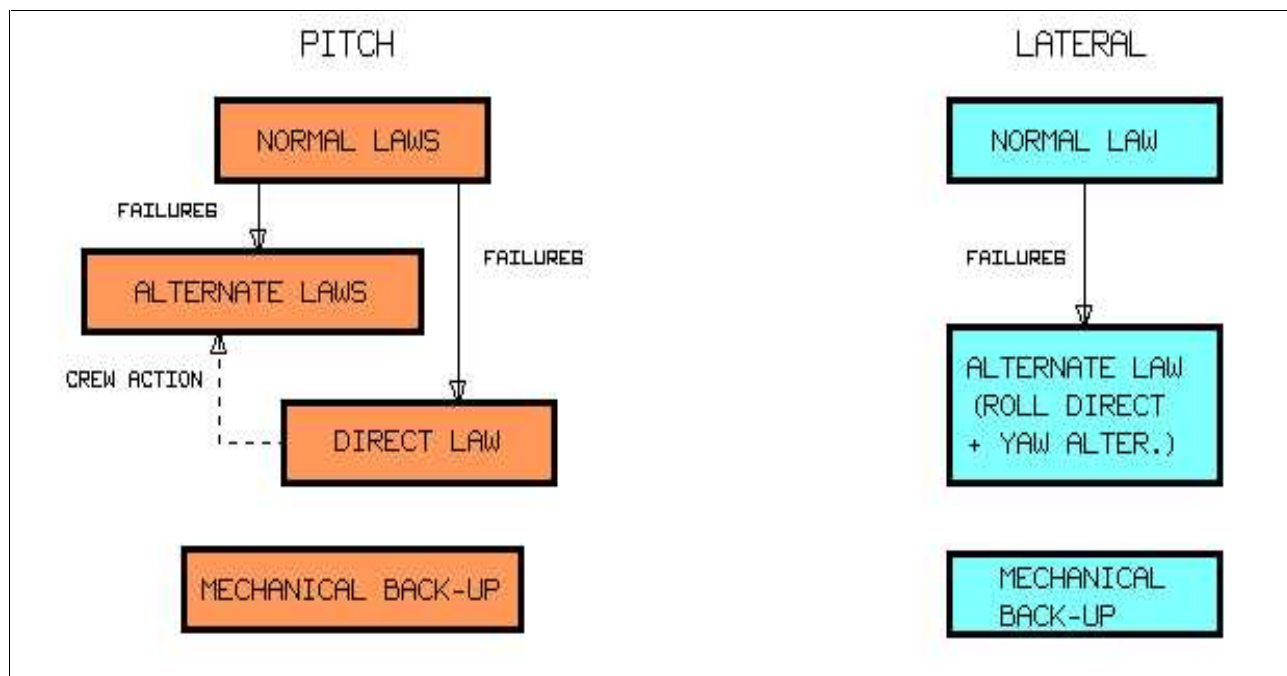 PITCH
LATERAL
NORMAL LAWS
NORMAL LAW
FAILURES
FAILURES
FAILURES
ALTERNATE LAWS
CREW ACTION
DIRECT LAW
ALTERNATE LAW
(ROLL DIRECT
+ YAW ALTER.)
MECHANICAL BACK-UP
MECHANICAL
BACK-UP